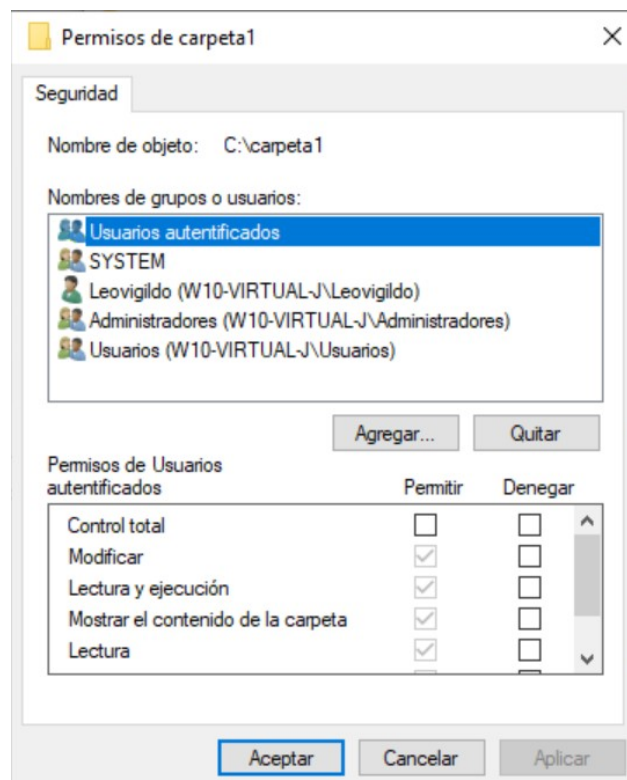 Permisos de carpeta1
Seguridad
Nombre de objeto: C:\carpeta1
Nombres de grupos o usuarios:
Usuarios autentificados
SYSTEM
Leovigildo (W10-VIRTUAL-J\Leovigildo)
Administradores (W10-VIRTUAL-J\Administradores)
Usuarios (W10-VIRTUAL-J\Usuarios)
Agregar... Quitar
Permisos de Usuarios
autentificados Permitir Denegar
Control total
Modificar
Lectura y ejecución
Mostrar el contenido de la carpeta
Lectura
Aceptar Cancelar Aplicar